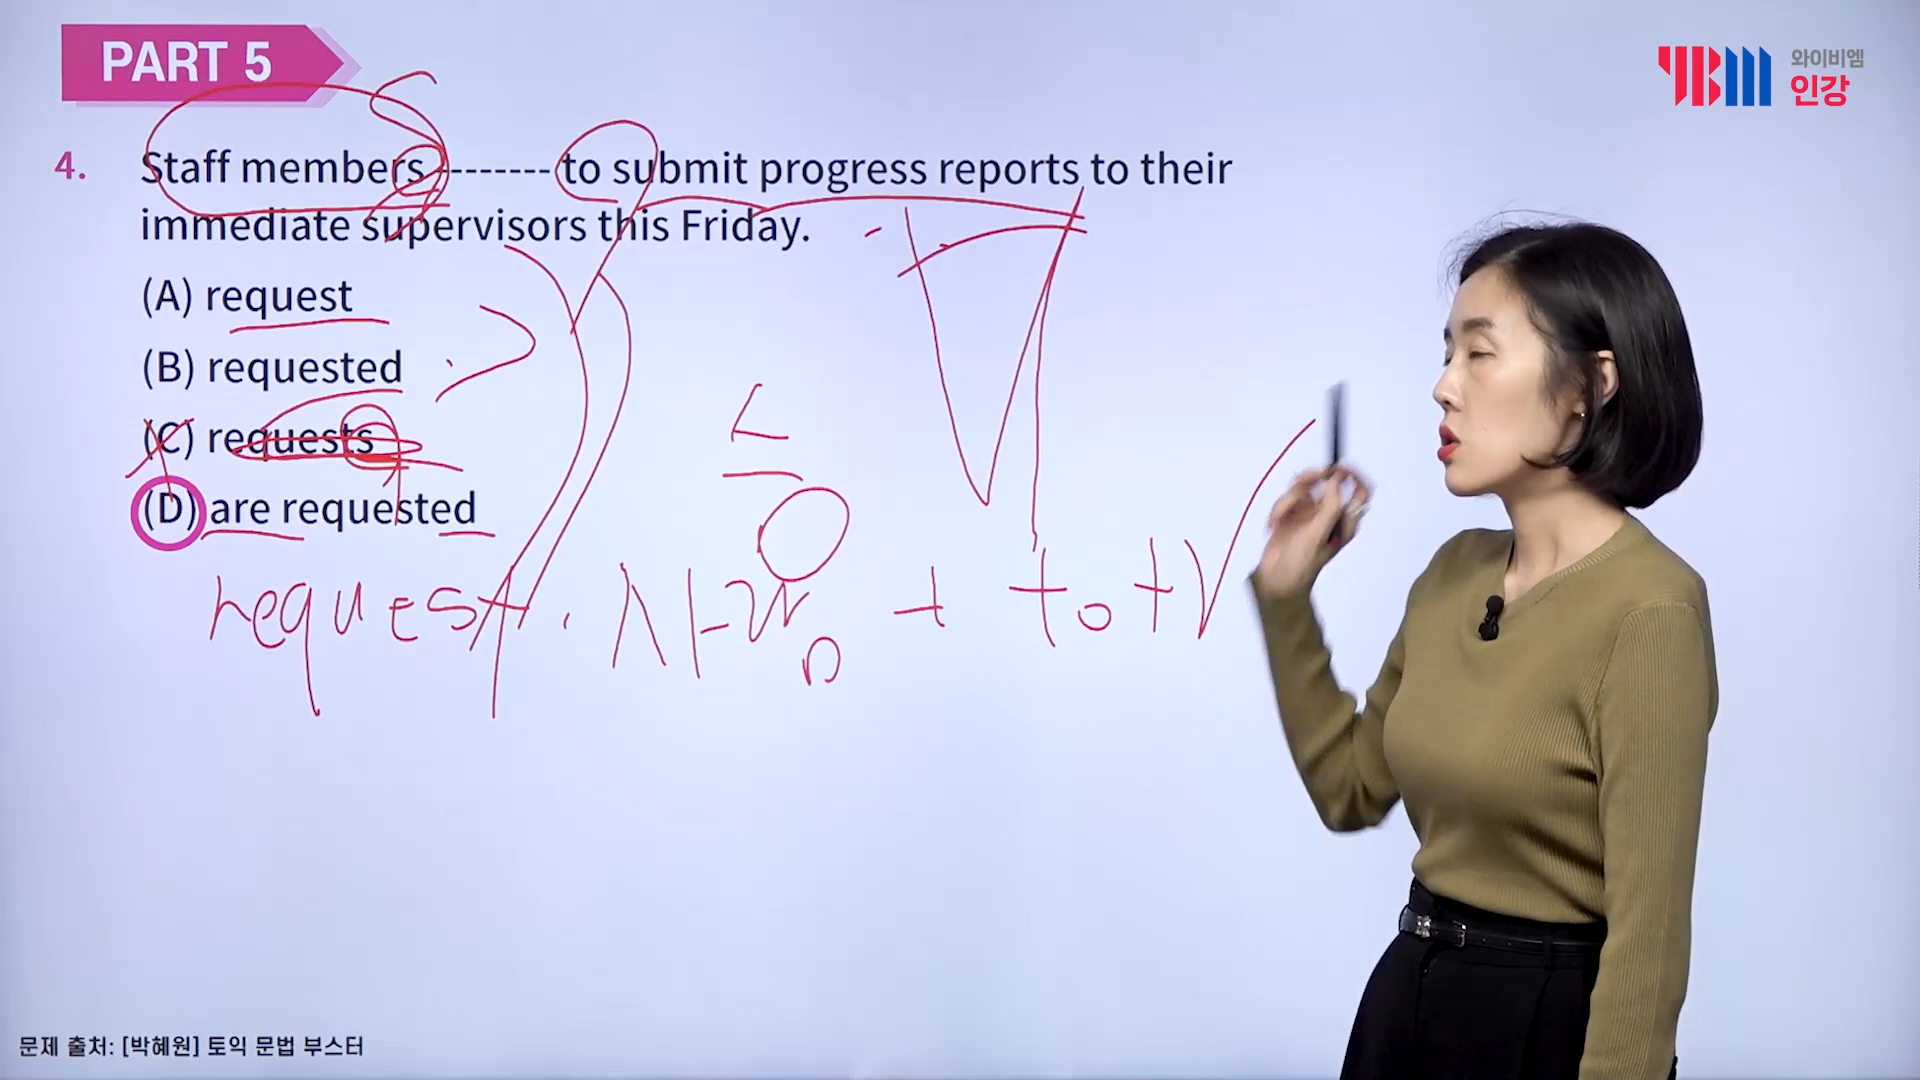 PART 5
YBM 와이비엠
인강
4. Staff members ------- to submit progress reports to their
immediate supervisors this Friday.
(A) request
(B) requested
(C) requests
(D) are requested
request. 사람 + to + V
문제 출처: [박혜원] 토익 문법 부스터